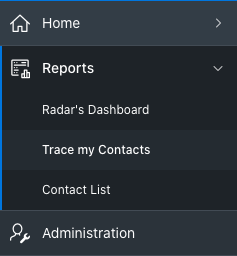 Home
Reports
Radar's Dashboard
Trace my Contacts
Contact List
Administration